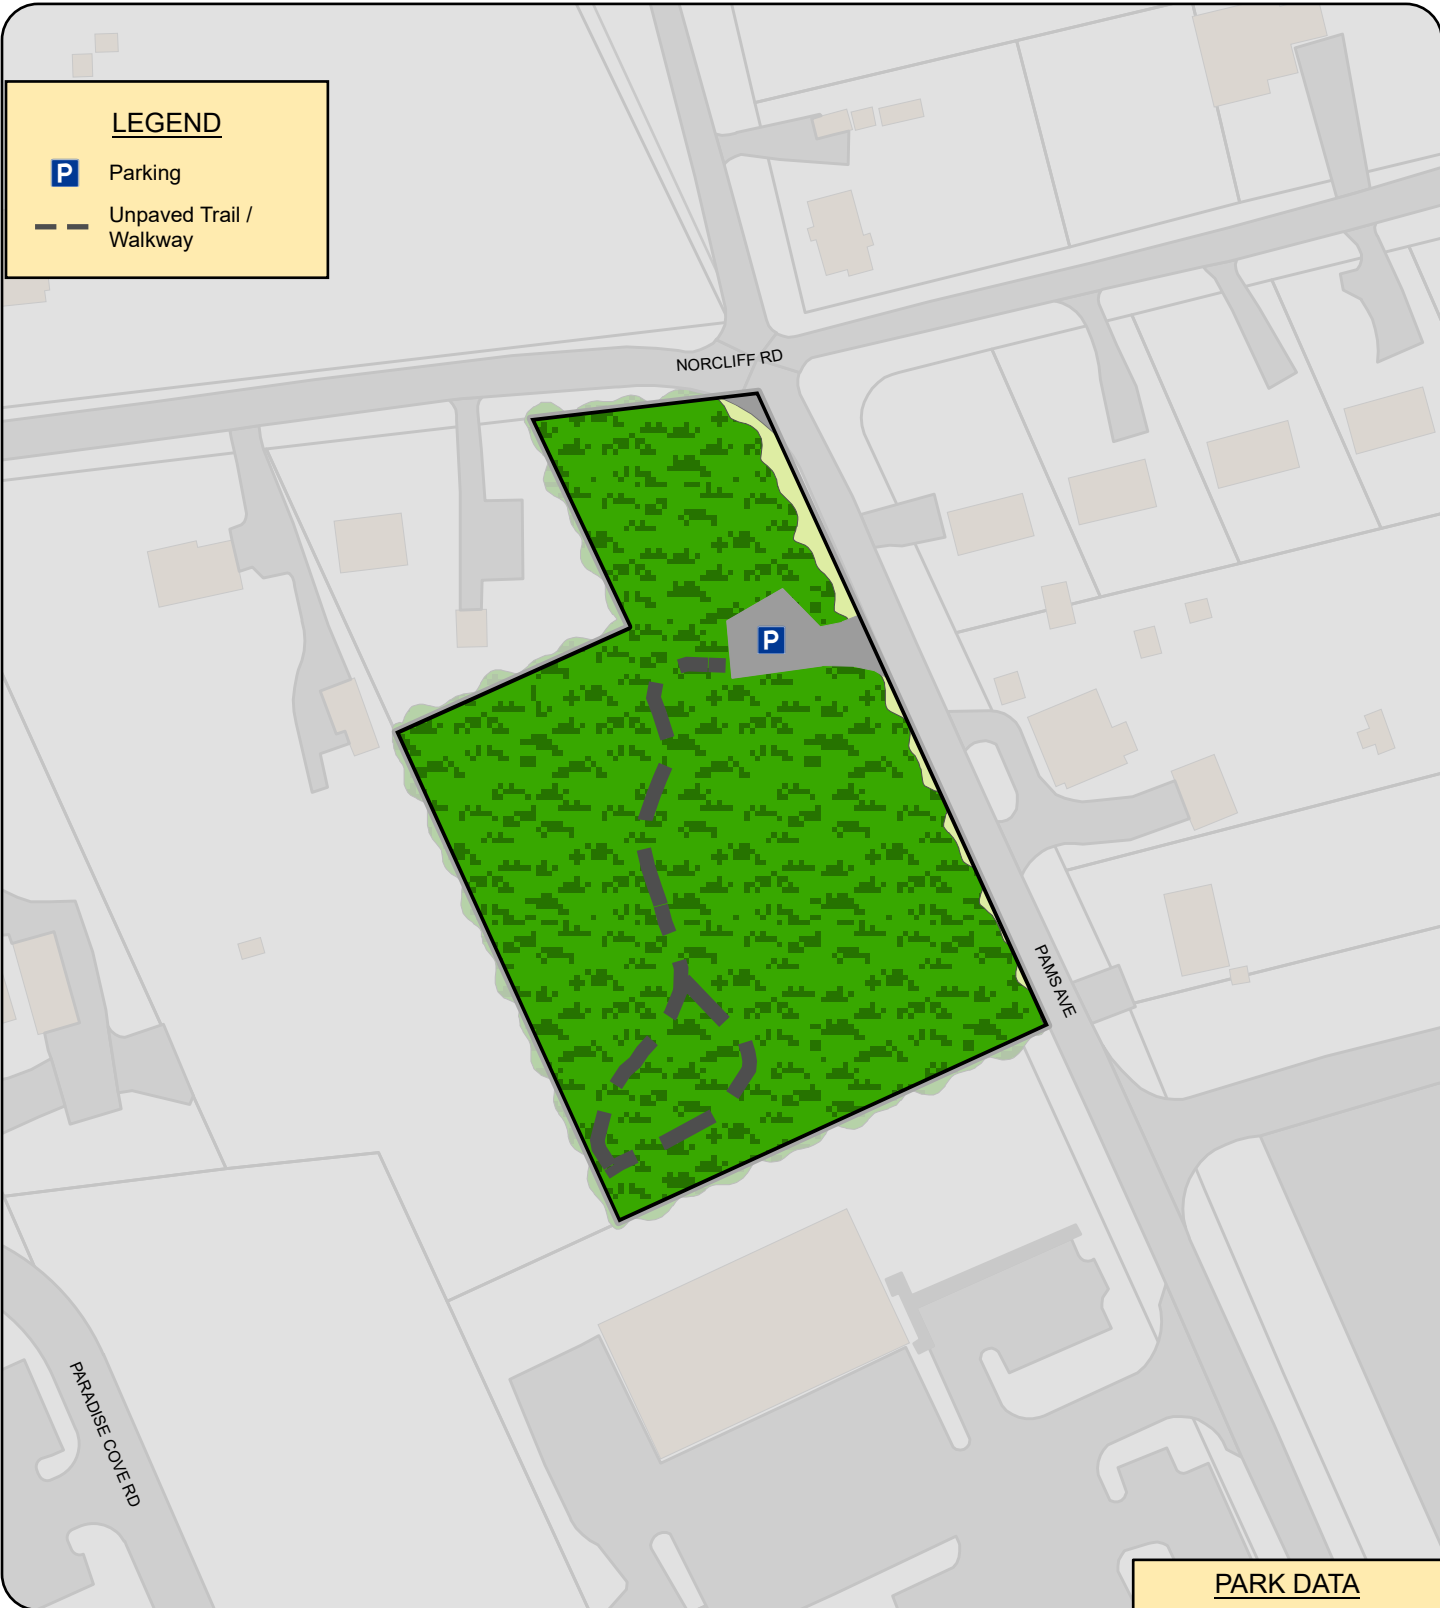 LEGEND
P Parking
Unpaved Trail /
Walkway
NORCLIFF RD
P
PAMS AVE
PARADISE COVE RD
PARK DATA